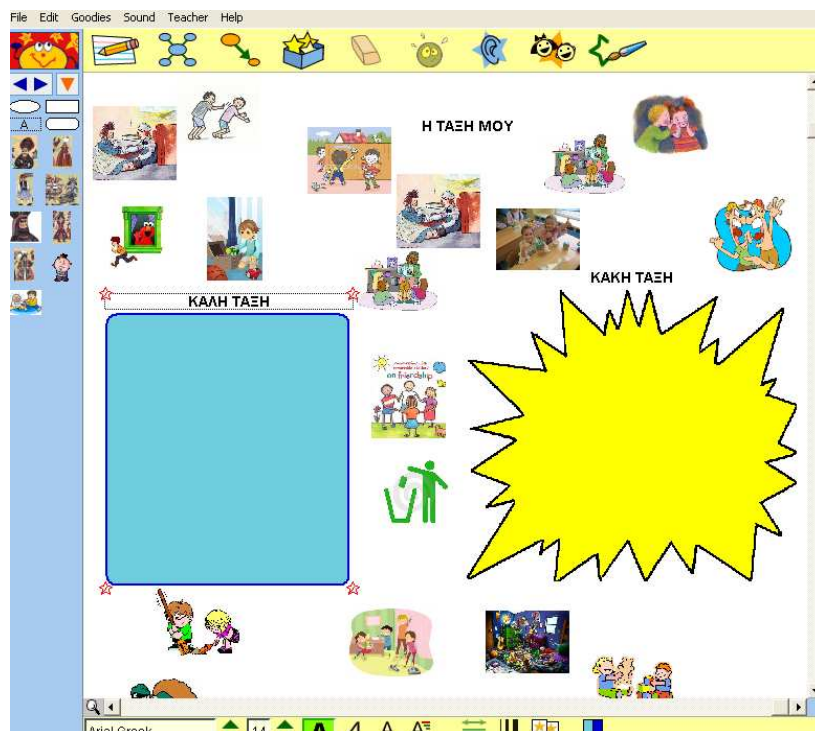 File Edit Goodies Sound Teacher Help
Η ΤΑΞΗ ΜΟΥ
ΚΑΚΗ ΤΑΞΗ
ΚΑΛΗ ΤΑΞΗ
A
on friendship
Arial Greek 14 A A A A